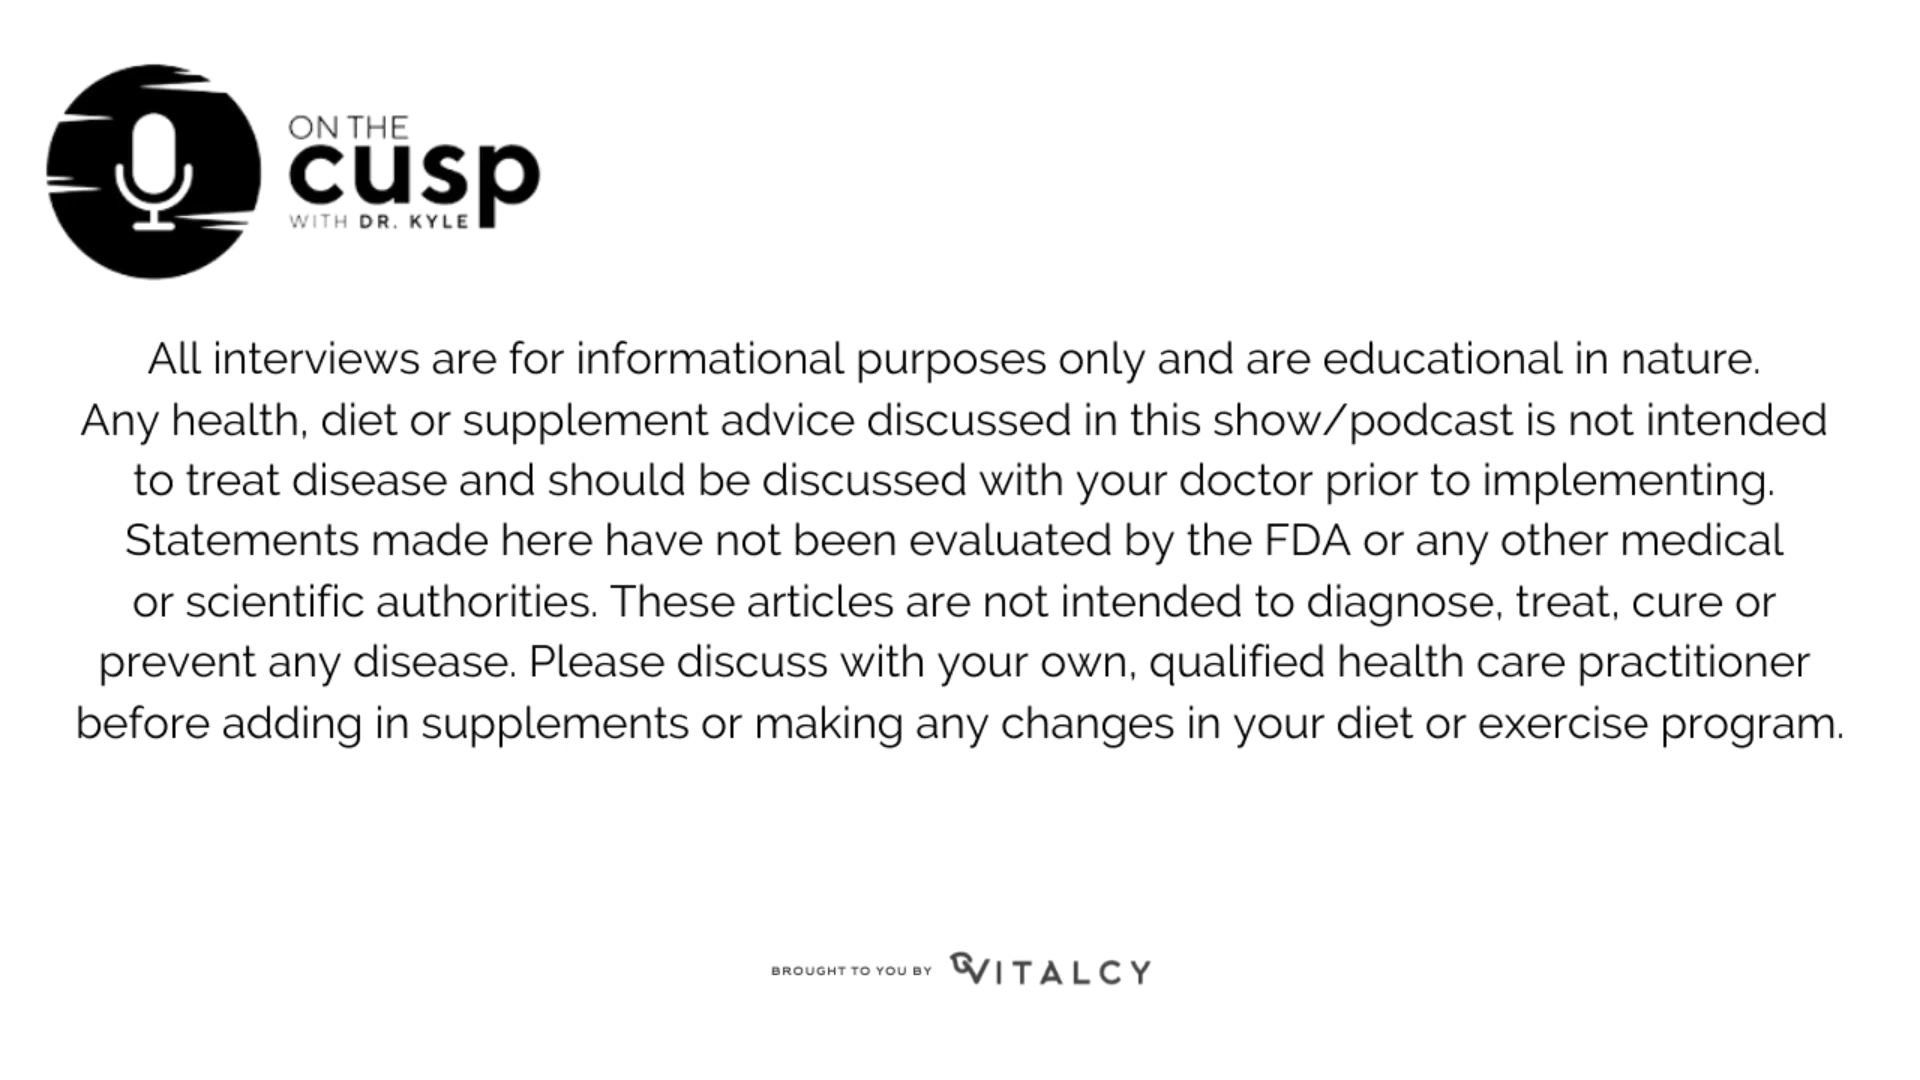 ON THE
cusp
WITH DR. KYLE
All interviews are for informational purposes only and are educational in nature.
Any health, diet or supplement advice discussed in this show/podcast is not intended
to treat disease and should be discussed with your doctor prior to implementing.
Statements made here have not been evaluated by the FDA or any other medical
or scientific authorities. These articles are not intended to diagnose, treat, cure or
prevent any disease. Please discuss with your own, qualified health care practitioner
before adding in supplements or making any changes in your diet or exercise program.
BROUGHT TO YOU BY VITALCY